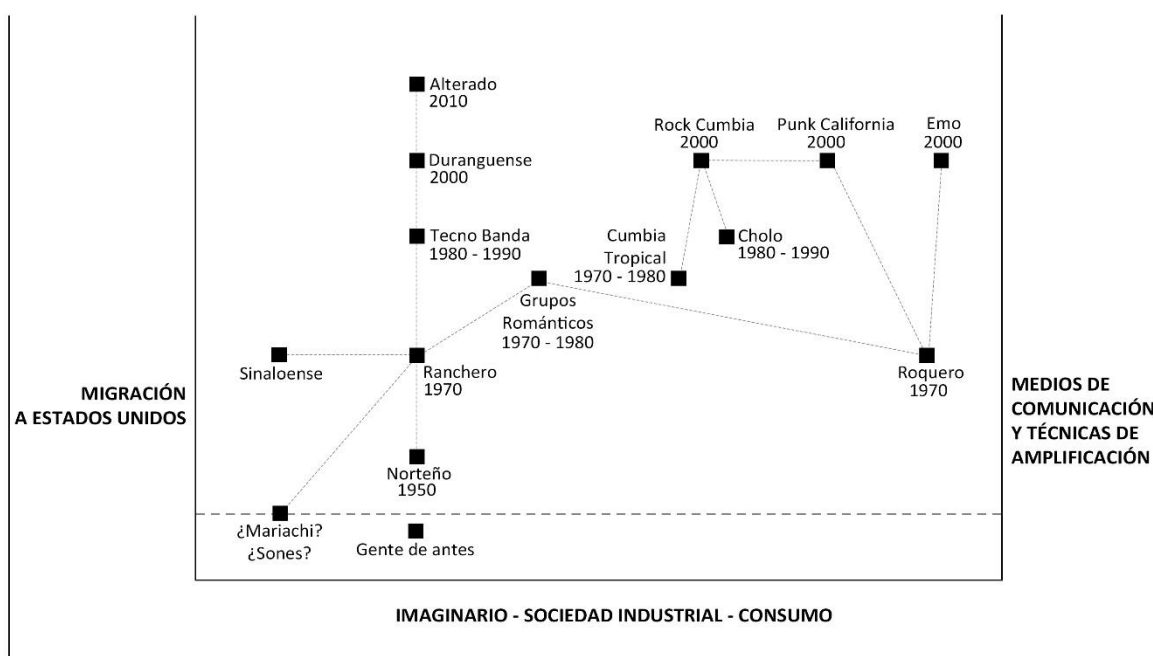 Alterado
2010
Rock Cumbia
2000
Punk California
2000
Emo
2000
Duranguense
2000
Tecno Banda
1980 - 1990
Cumbia
Tropical
1970 - 1980
Cholo
1980 - 1990
Grupos
Románticos
1970 - 1980
Sinaloense
Ranchero
1970
Roquero
1970
MIGRACIÓN
A ESTADOS UNIDOS
MEDIOS DE
COMUNICACIÓN
Y TÉCNICAS DE
AMPLIFICACIÓN
Norteño
1950
¿Mariachi?
¿Sones?
Gente de antes
IMAGINARIO - SOCIEDAD INDUSTRIAL - CONSUMO